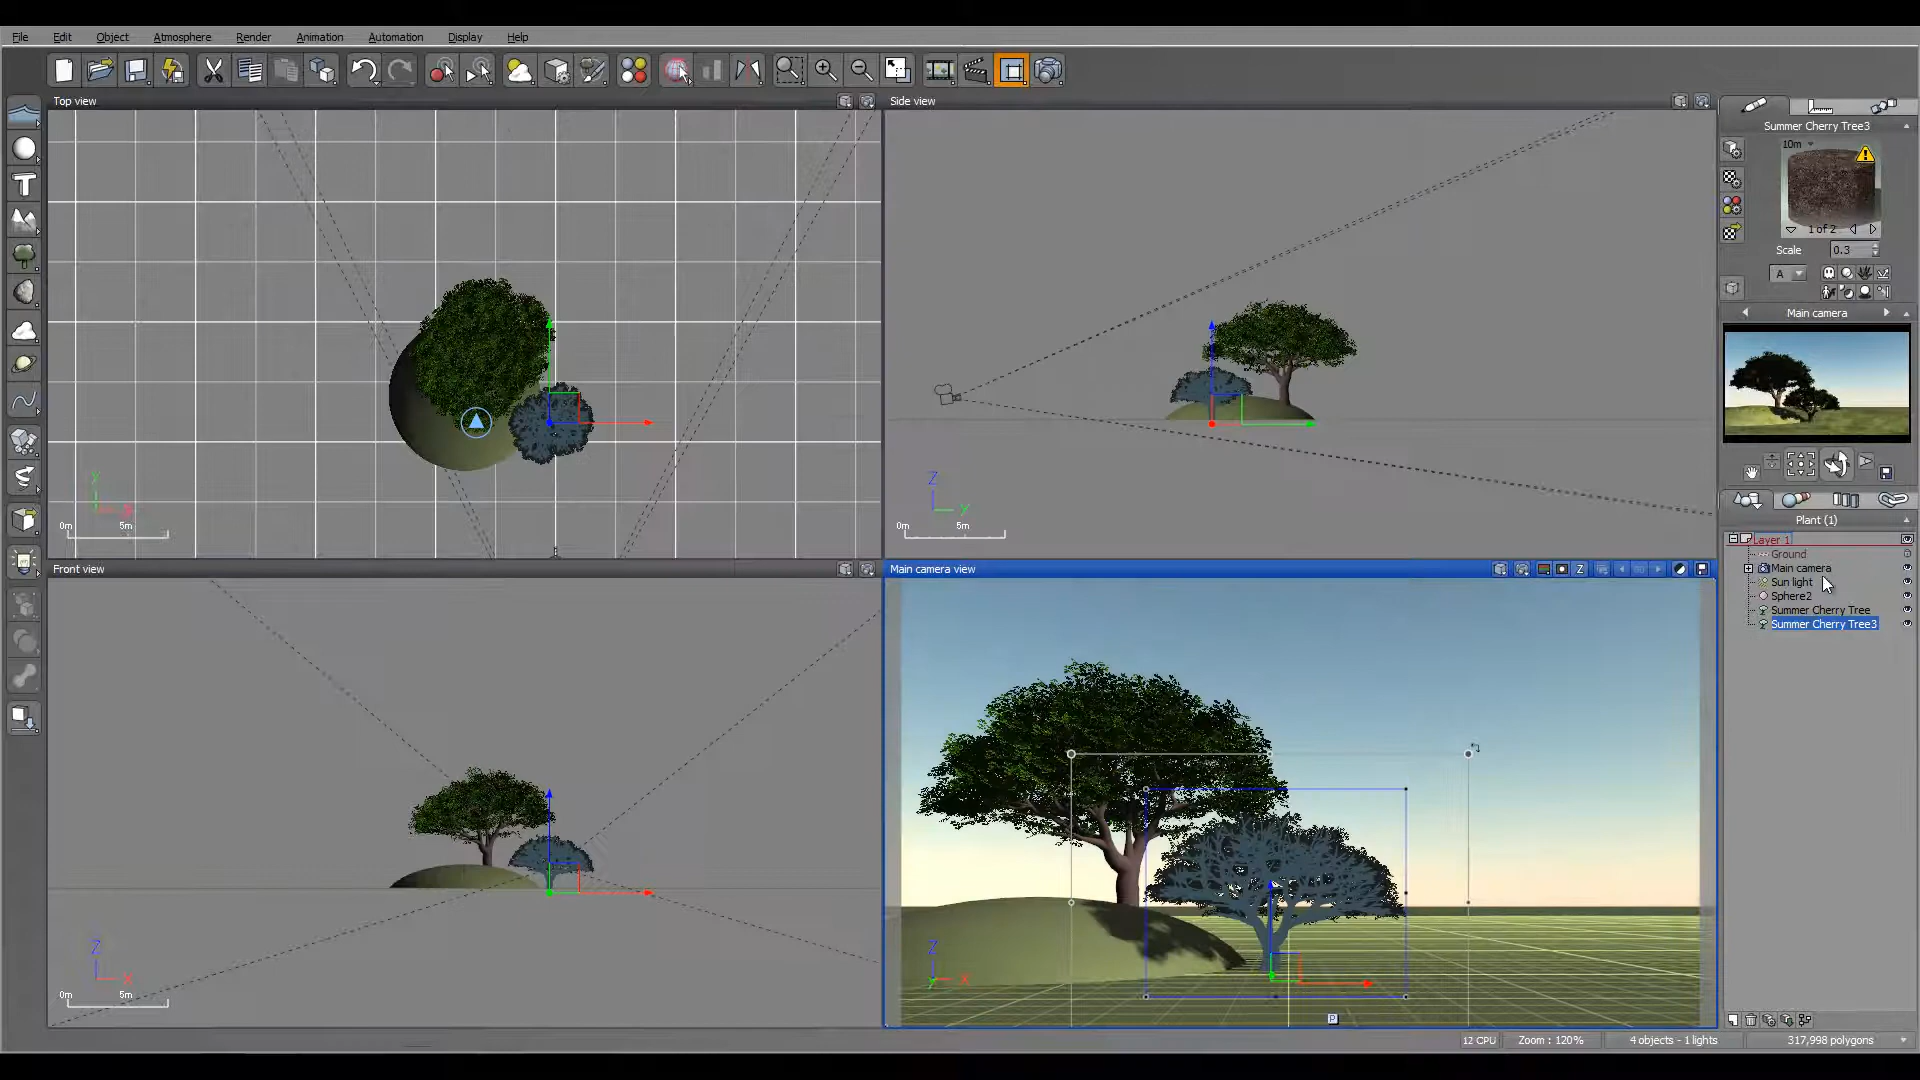 File Edit Object Atmosphere Render Animation Automation Display Help
Top view
Side view
Summer Cherry Tree3
10m
1 of 2
Scale 0.3
A
Main camera
Y
X
0m 5m
Z
Y
0m 5m
Plant (1)
Layer 1
Ground
Main camera
Sun light
Sphere2
Summer Cherry Tree
Summer Cherry Tree3
Front view
Main camera view
Z
Z
X
0m 5m
Z
X
Y
P
12 CPU Zoom : 120% 4 objects - 1 lights 317,998 polygons